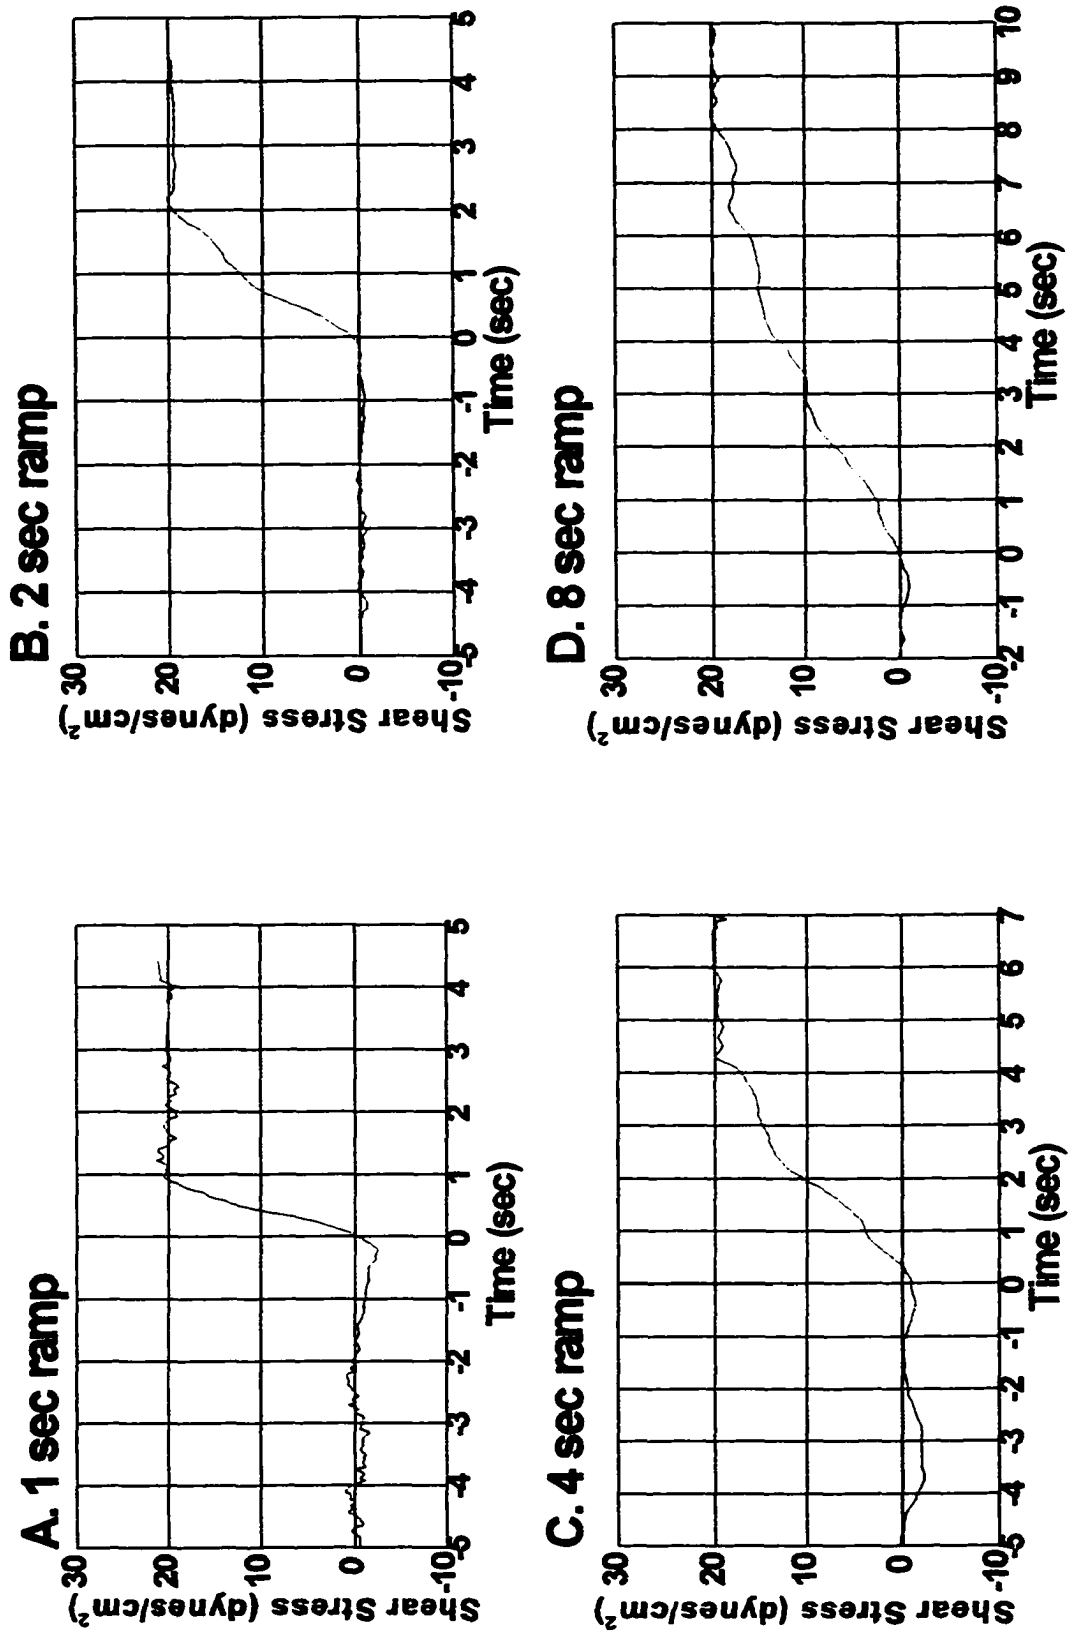 A. 1 sec ramp
Shear Stress (dynes/cm²)
30
20
10
0
-10
-5 -4 -3 -2 -1 0 1 2 3 4 5
Time (sec)
B. 2 sec ramp
Shear Stress (dynes/cm²)
30
20
10
0
-10
-5 -4 -3 -2 -1 0 1 2 3 4 5
Time (sec)
C. 4 sec ramp
Shear Stress (dynes/cm²)
30
20
10
0
-10
-5 -4 -3 -2 -1 0 1 2 3 4 5 6 7
Time (sec)
D. 8 sec ramp
Shear Stress (dynes/cm²)
30
20
10
0
-10
-2 -1 0 1 2 3 4 5 6 7 8 9 10
Time (sec)